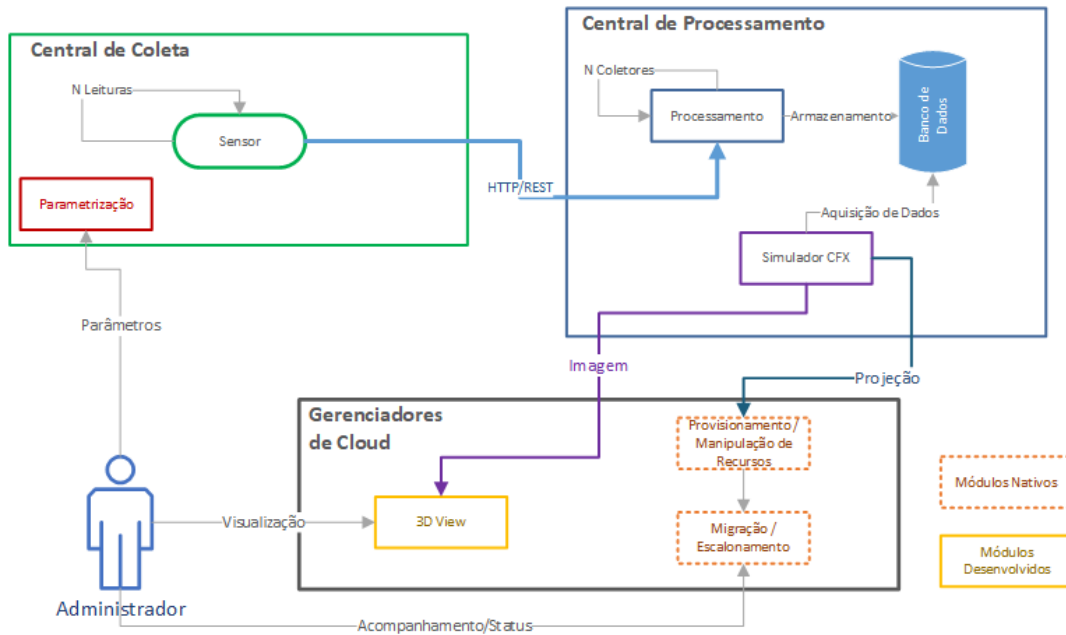 Central de Processamento
Central de Coleta
N Leituras
Sensor
Parametrização
HTTP/REST
N Coletores
Processamento
Armazenamento
Banco de
Dados
Aquisição de Dados
Simulador CFX
Parâmetros
Imagem
Projeção
Gerenciadores
de Cloud
Provisionamento /
Manipulação de
Recursos
3D View
Migração /
Escalonamento
Visualização
Administrador
Acompanhamento/Status
Módulos Nativos
Módulos
Desenvolvidos